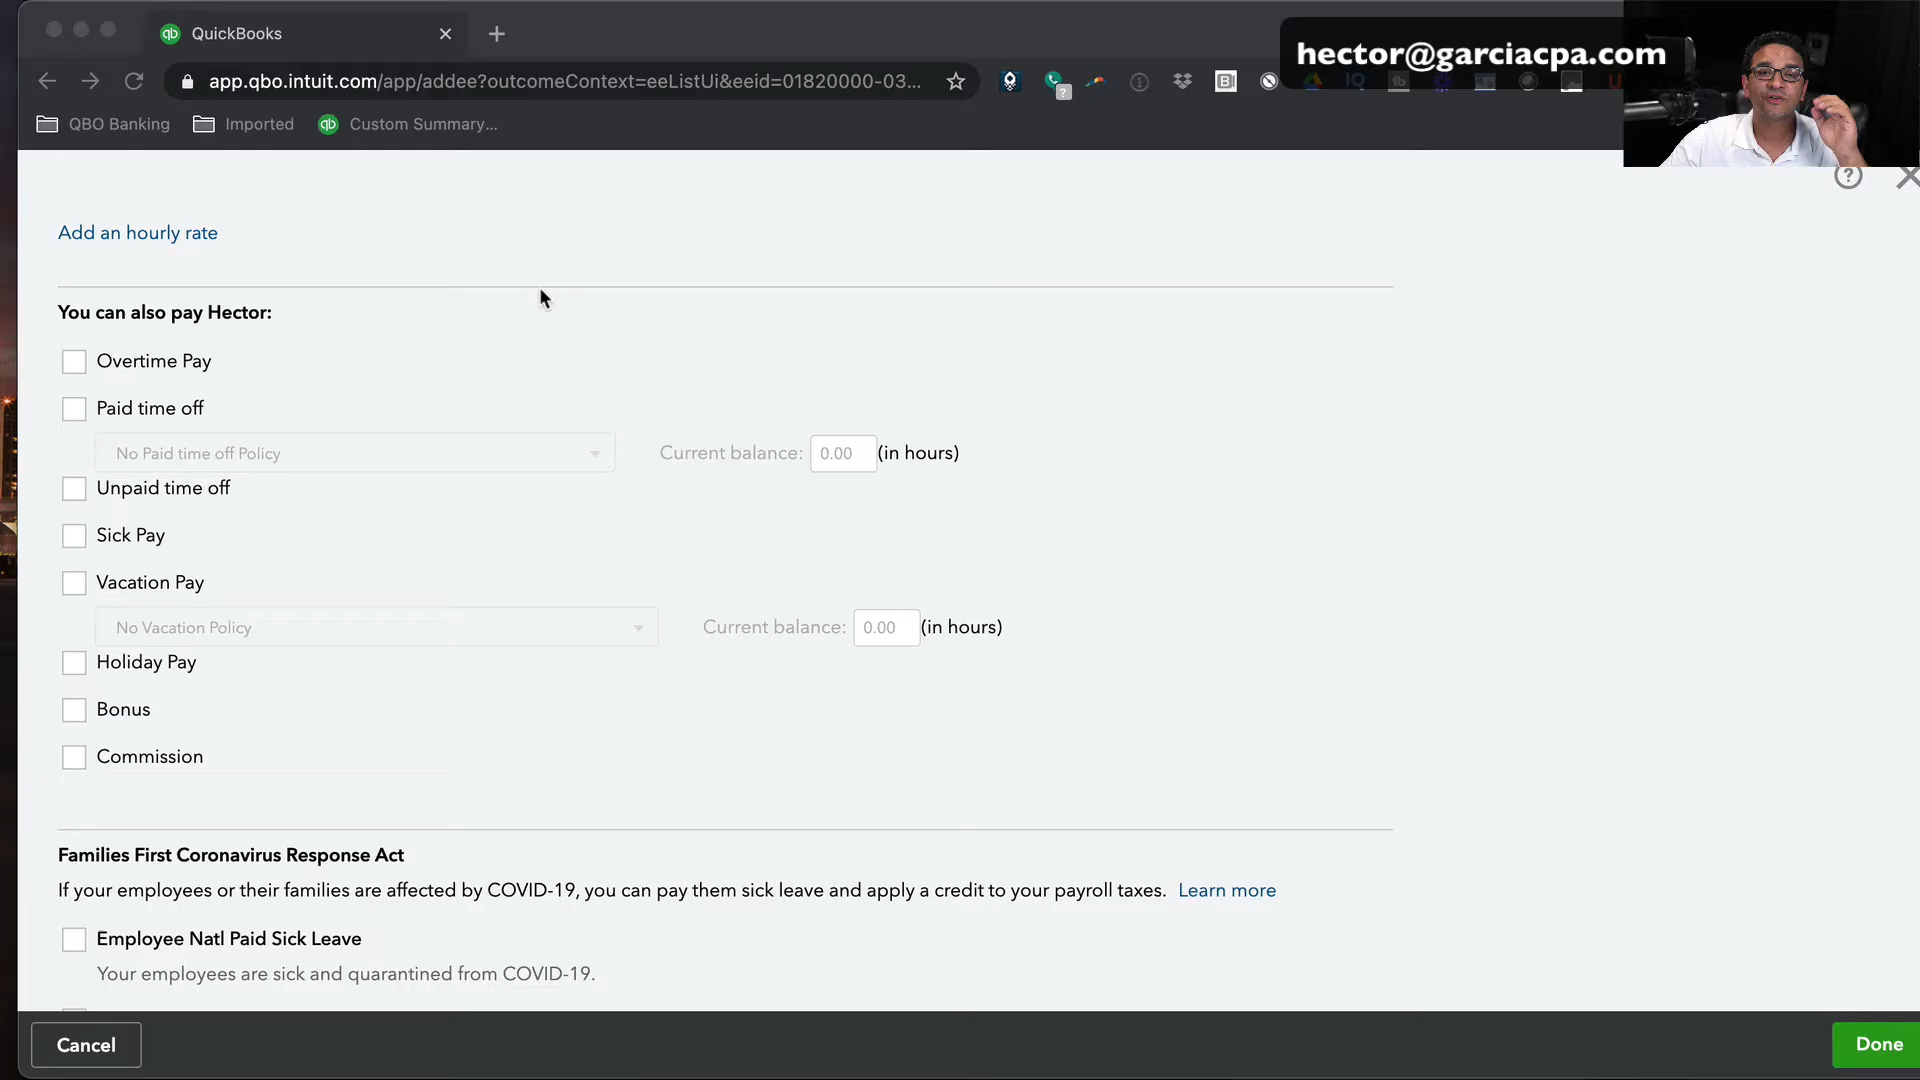 QuickBooks
hector@garciacpa.com
app.qbo.intuit.com/app/addee?outcomeContext=eeListUi&eeid=01820000-03...
QBO Banking
Imported
Custom Summary...
Add an hourly rate
You can also pay Hector:
Overtime Pay
Paid time off
No Paid time off Policy
Current balance: 0.00 (in hours)
Unpaid time off
Sick Pay
Vacation Pay
No Vacation Policy
Current balance: 0.00 (in hours)
Holiday Pay
Bonus
Commission
Families First Coronavirus Response Act
If your employees or their families are affected by COVID-19, you can pay them sick leave and apply a credit to your payroll taxes. Learn more
Employee Natl Paid Sick Leave
Your employees are sick and quarantined from COVID-19.
Cancel
Done